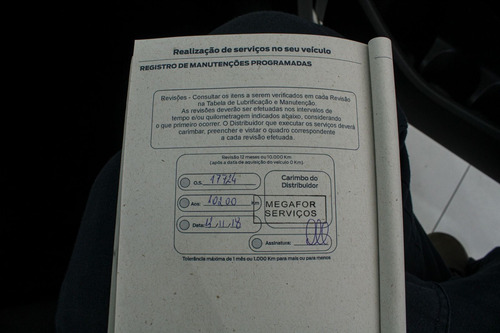 Realização de serviços no seu veículo
REGISTRO DE MANUTENÇÕES PROGRAMADAS
Revisões - Consultar os itens a serem verificados em cada Revisão
na Tabela de Lubrificação e Manutenção.
As revisões deverão ser efetuadas nos intervalos de
tempo e/ou quilometragem indicados abaixo, considerando
o que primeiro ocorrer. O Distribuidor que executar os serviços deverá
carimbar, preencher e vistar o quadro correspondente
a cada revisão efetuada.
Revisão 12 meses ou 10.000 Km
(após a data de aquisição do veículo 0 Km)
O.S. 17724
Carimbo do
Distribuidor
Aos: 10200 km
MEGAFOR
SERVIÇOS
Data: 14.11.18
Assinatura:
Tolerância máxima de 1 mês ou 1.000 Km para mais ou para menos